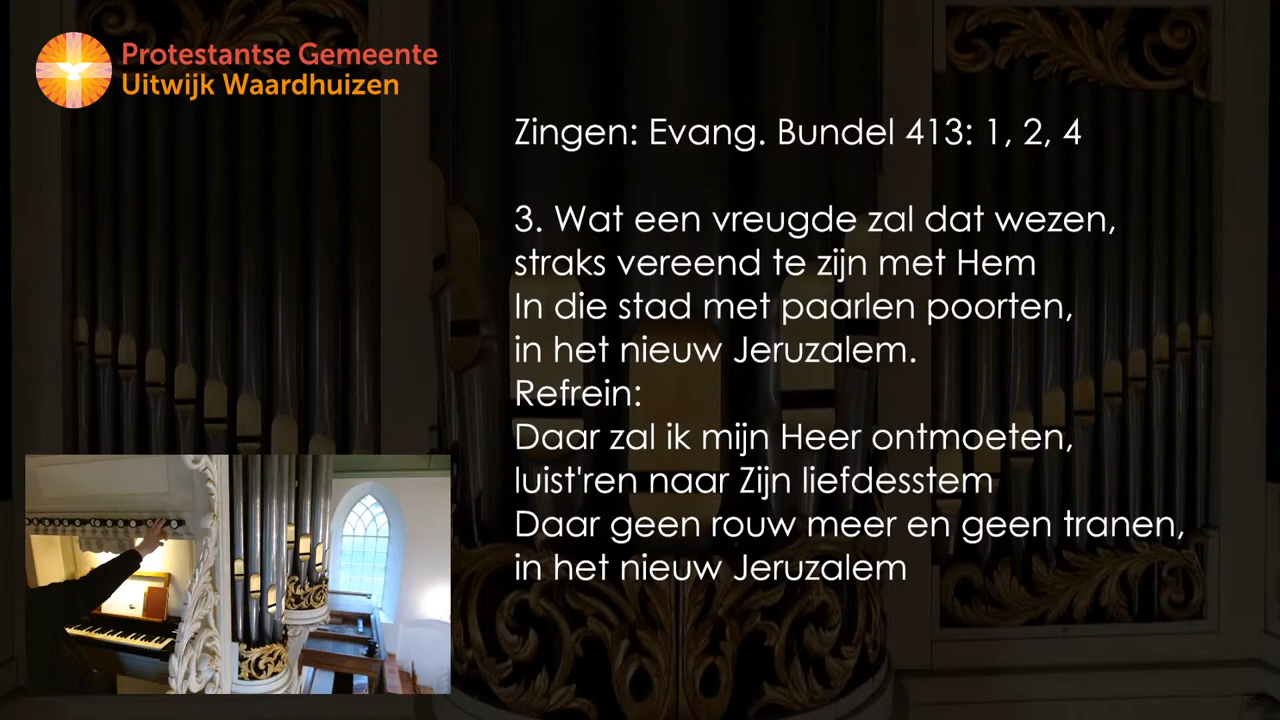 Protestantse Gemeente
Uitwijk Waardhuizen
Zingen: Evang. Bundel 413: 1, 2, 4
3. Wat een vreugde zal dat wezen,
straks vereend te zijn met Hem
In die stad met paarlen poorten,
in het nieuw Jeruzalem.
Refrein:
Daar zal ik mijn Heer ontmoeten,
luist'ren naar Zijn liefdesstem
Daar geen rouw meer en geen tranen,
in het nieuw Jeruzalem